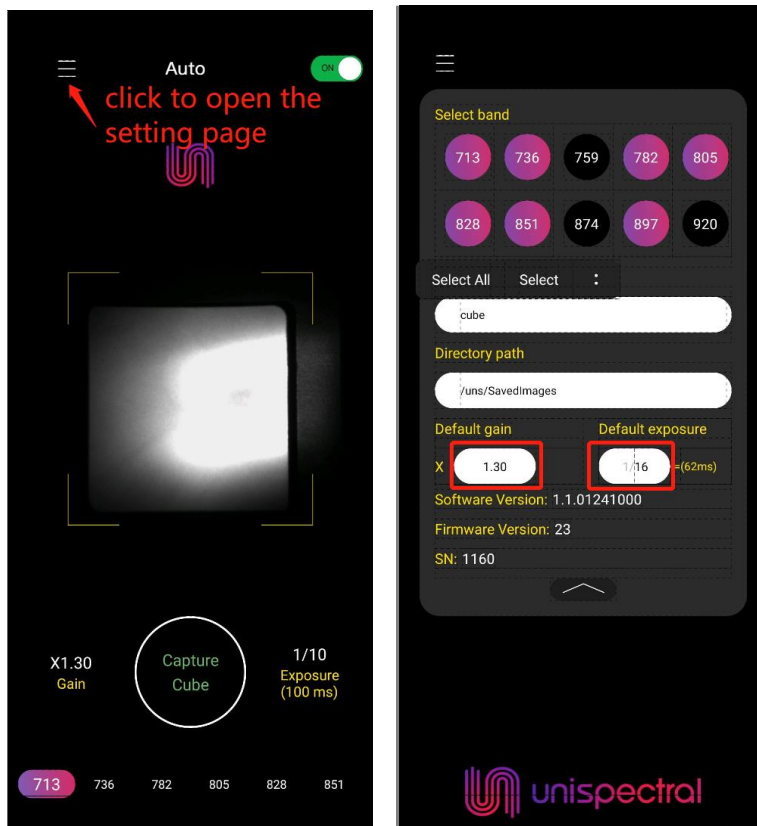 Auto
ON
click to open the
setting page
X1.30
Gain
Capture
Cube
1/10
Exposure
(100 ms)
713 736 782 805 828 851
Select band
713 736 759 782 805
828 851 874 897 920
Select All Select
cube
Directory path
/uns/SavedImages
Default gain Default exposure
X 1.30 1/16 =(62ms)
Software Version: 1.1.01241000
Firmware Version: 23
SN: 1160
unispectral